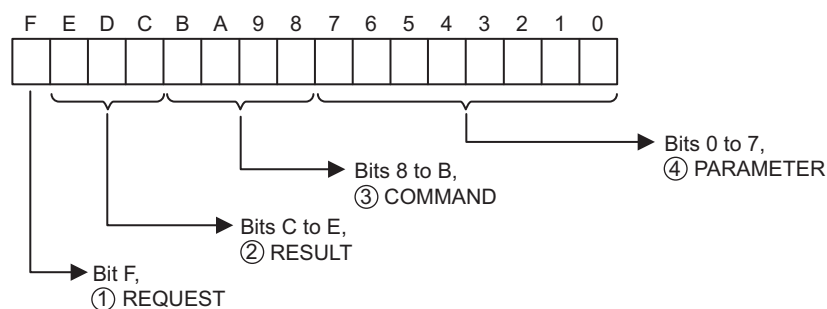 F E D C B A 9 8 7 6 5 4 3 2 1 0
Bits 0 to 7,
④ PARAMETER
Bits 8 to B,
③ COMMAND
Bits C to E,
② RESULT
Bit F,
① REQUEST